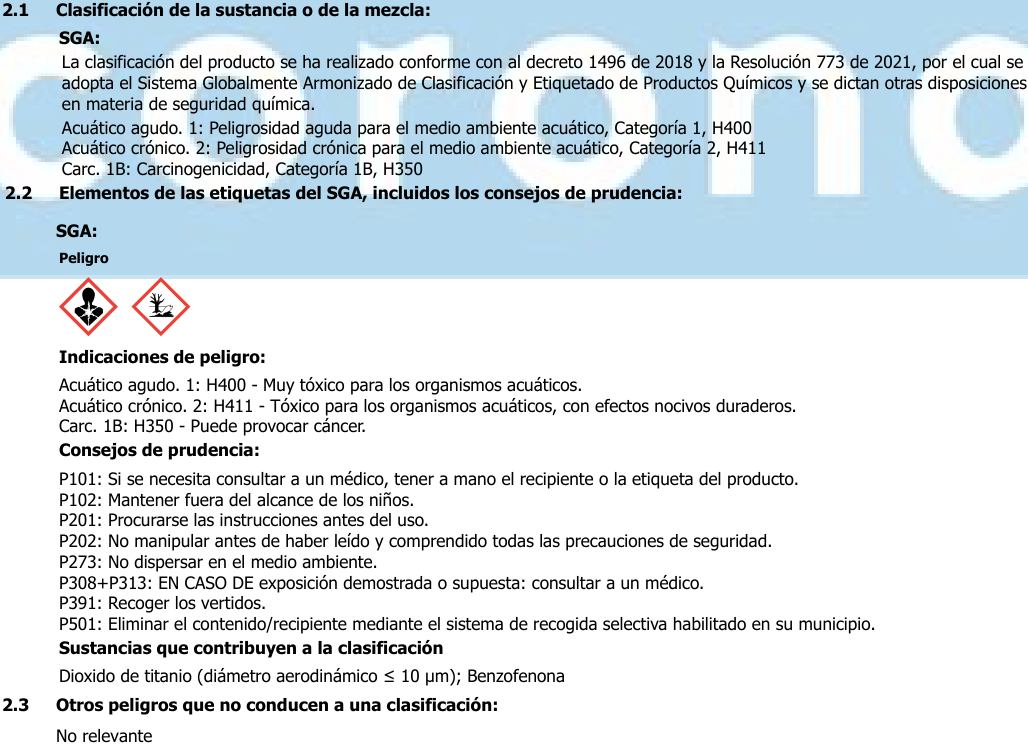 corona
2.1 Clasificación de la sustancia o de la mezcla:
SGA:
La clasificación del producto se ha realizado conforme con al decreto 1496 de 2018 y la Resolución 773 de 2021, por el cual se
adopta el Sistema Globalmente Armonizado de Clasificación y Etiquetado de Productos Químicos y se dictan otras disposiciones
en materia de seguridad química.
Acuático agudo. 1: Peligrosidad aguda para el medio ambiente acuático, Categoría 1, H400
Acuático crónico. 2: Peligrosidad crónica para el medio ambiente acuático, Categoría 2, H411
Carc. 1B: Carcinogenicidad, Categoría 1B, H350
2.2 Elementos de las etiquetas del SGA, incluidos los consejos de prudencia:
SGA:
Peligro
Indicaciones de peligro:
Acuático agudo. 1: H400 - Muy tóxico para los organismos acuáticos.
Acuático crónico. 2: H411 - Tóxico para los organismos acuáticos, con efectos nocivos duraderos.
Carc. 1B: H350 - Puede provocar cáncer.
Consejos de prudencia:
P101: Si se necesita consultar a un médico, tener a mano el recipiente o la etiqueta del producto.
P102: Mantener fuera del alcance de los niños.
P201: Procurarse las instrucciones antes del uso.
P202: No manipular antes de haber leído y comprendido todas las precauciones de seguridad.
P273: No dispersar en el medio ambiente.
P308+P313: EN CASO DE exposición demostrada o supuesta: consultar a un médico.
P391: Recoger los vertidos.
P501: Eliminar el contenido/recipiente mediante el sistema de recogida selectiva habilitado en su municipio.
Sustancias que contribuyen a la clasificación
Dioxido de titanio (diámetro aerodinámico ≤ 10 μm); Benzofenona
2.3 Otros peligros que no conducen a una clasificación:
No relevante